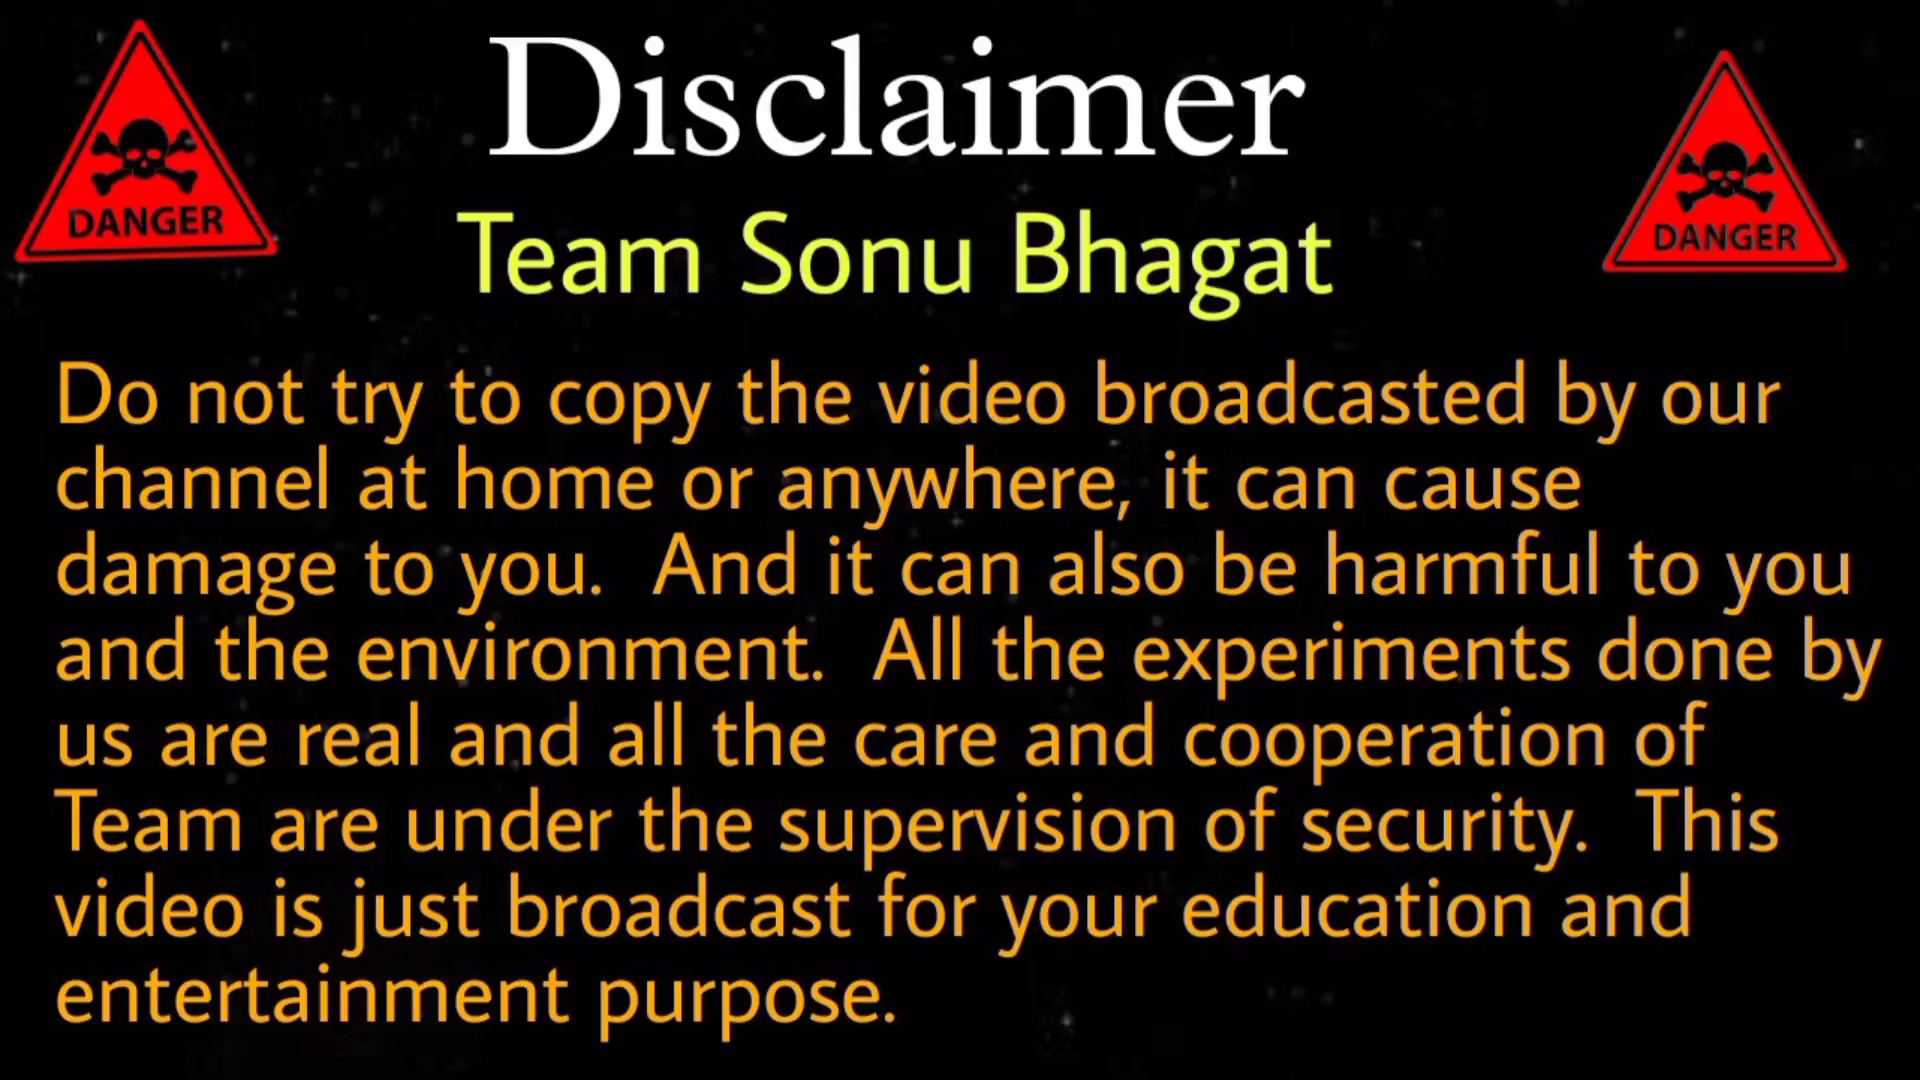 Disclaimer
DANGER
DANGER
Team Sonu Bhagat
Do not try to copy the video broadcasted by our
channel at home or anywhere, it can cause
damage to you.  And it can also be harmful to you
and the environment.  All the experiments done by
us are real and all the care and cooperation of
Team are under the supervision of security.  This
video is just broadcast for your education and
entertainment purpose.